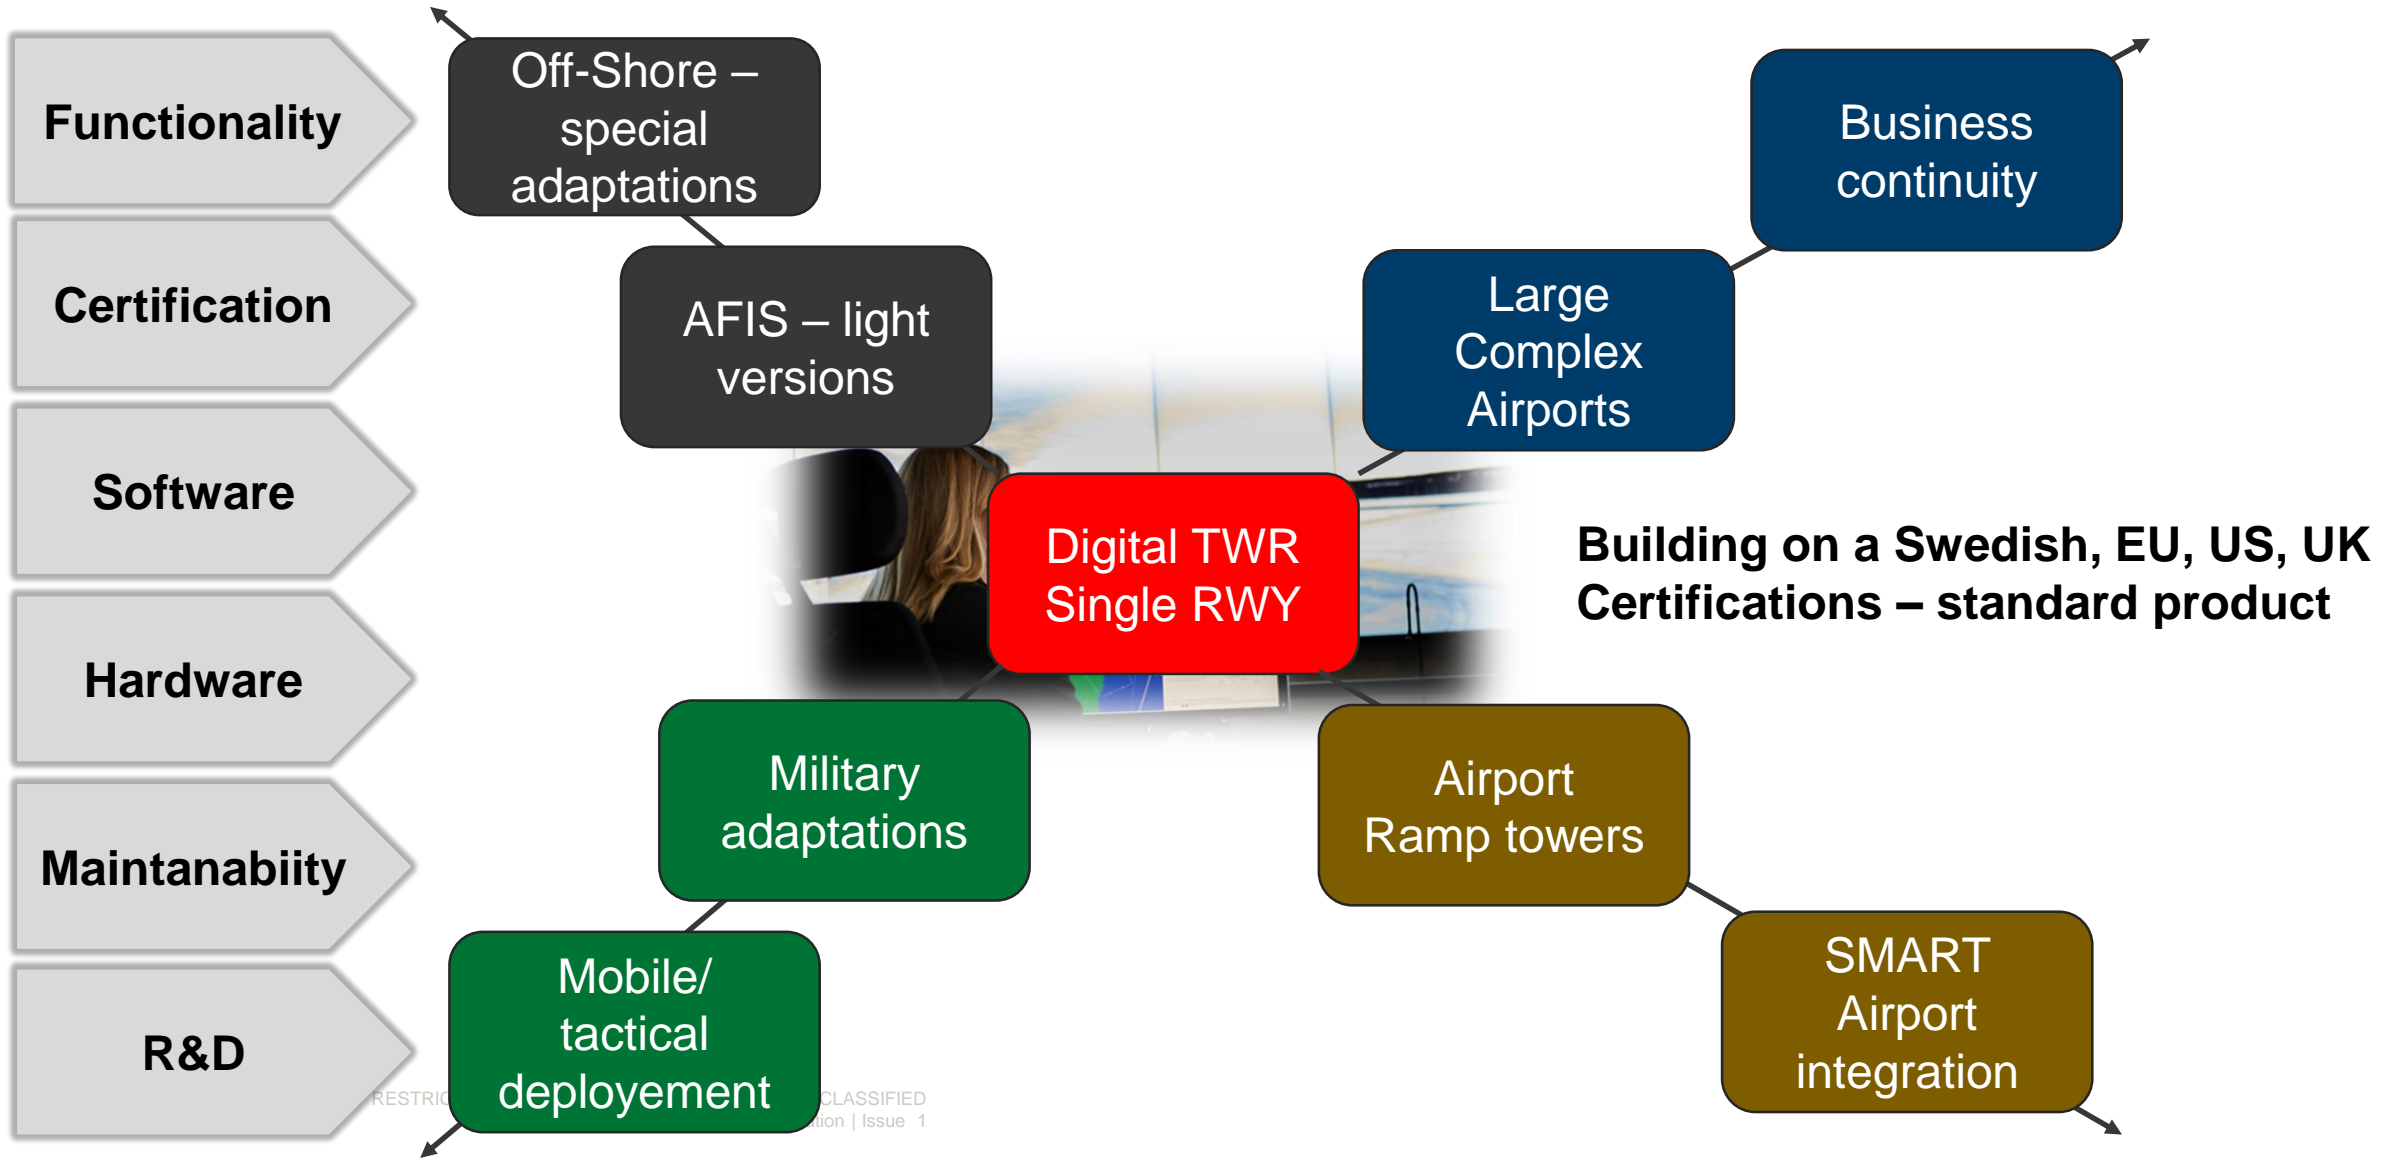 Functionality
Certification
Software
Hardware
Maintanabiity
R&D
Off-Shore –
special
adaptations
AFIS – light
versions
Business
continuity
Large
Complex
Airports
Digital TWR
Single RWY
Building on a Swedish, EU, US, UK
Certifications – standard product
Military
adaptations
Airport
Ramp towers
Mobile/
tactical
deployement
SMART
Airport
integration
CLASSIFIED
| Issue 1